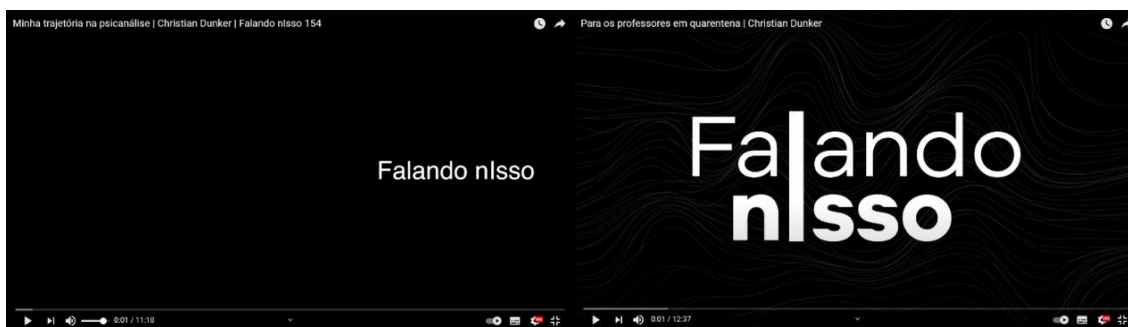 Minha trajetória na psicanálise | Christian Dunker | Falando nIsso 154
Falando nIsso
0:01 / 11:18
Para os professores em quarentena | Christian Dunker
Falando
nIsso
0:01 / 12:37